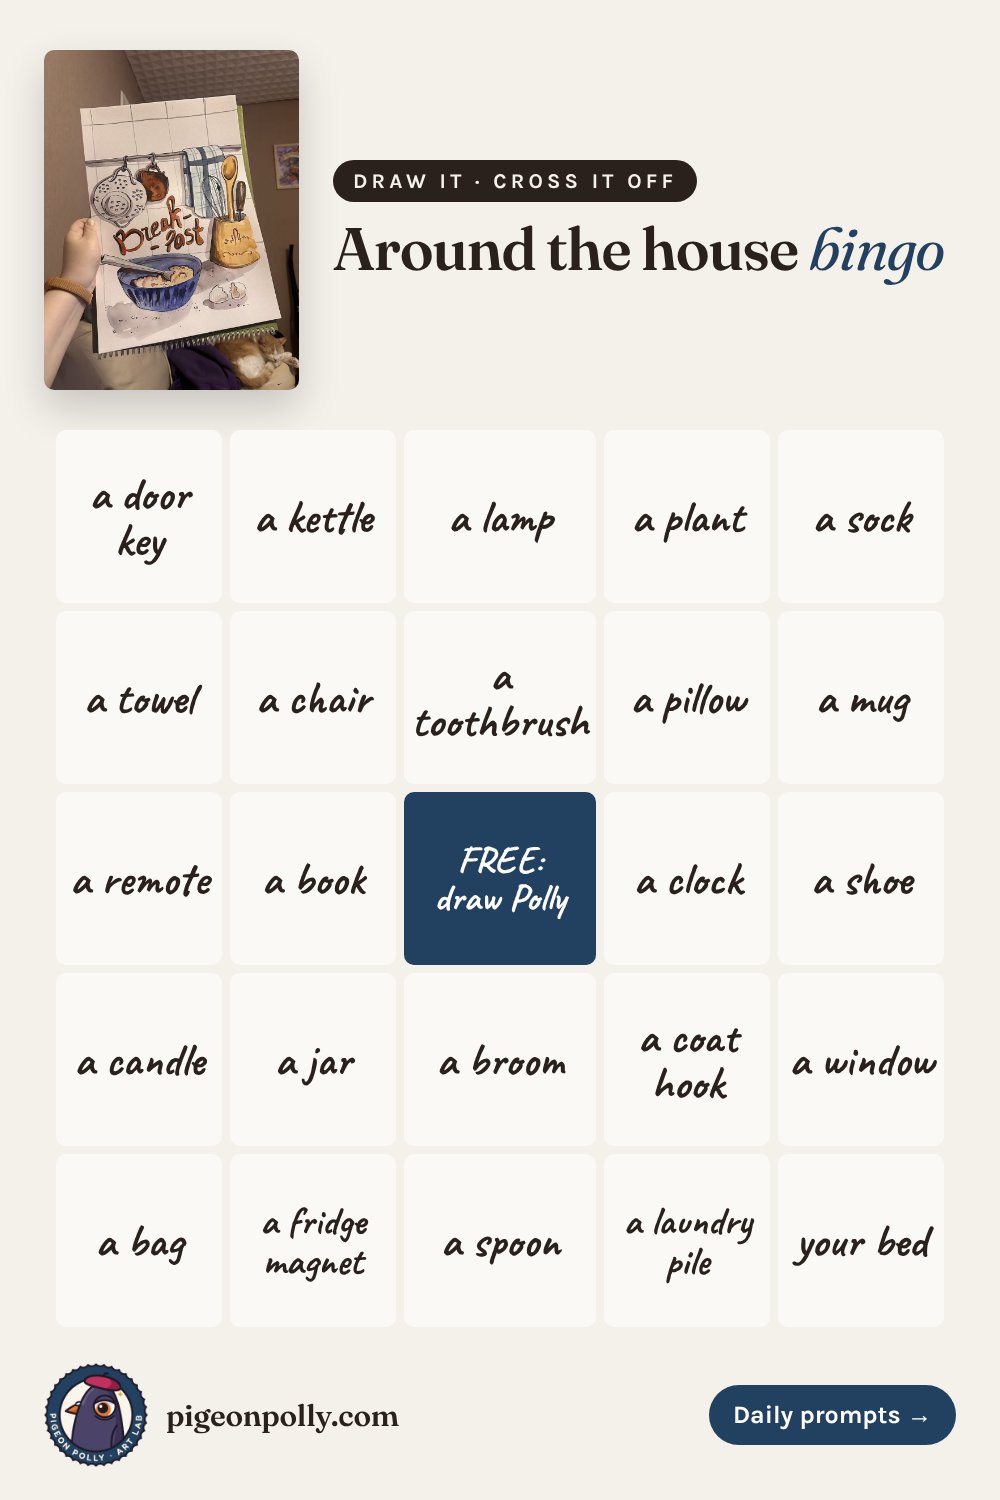 Break-
-fast
DRAW IT · CROSS IT OFF
Around the house bingo
a door
key
a kettle
a lamp
a plant
a sock
a towel
a chair
a
toothbrush
a pillow
a mug
a remote
a book
FREE:
draw Polly
a clock
a shoe
a candle
a jar
a broom
a coat
hook
a window
a bag
a fridge
magnet
a spoon
a laundry
pile
your bed
PIGEON POLLY · ART LAB
pigeonpolly.com
Daily prompts →